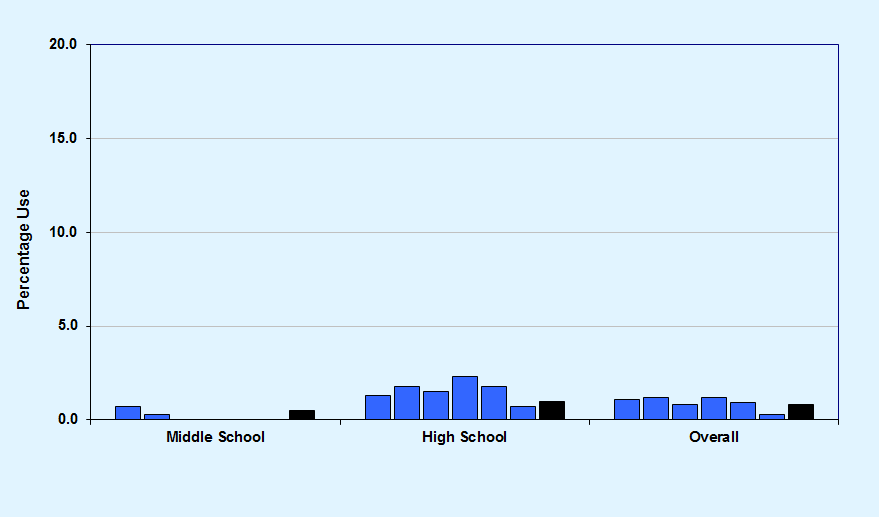 20.0
15.0
10.0
5.0
0.0
Percentage Use
Middle School
High School
Overall